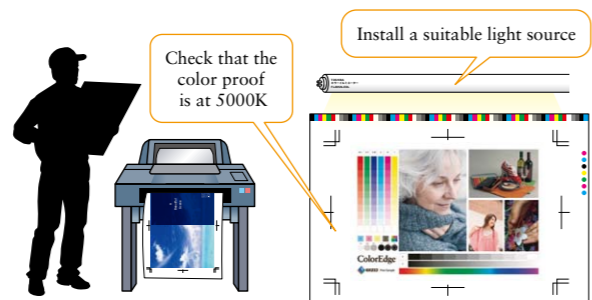 Install a suitable light source
Check that the
color proof
is at 5000K
ColorEdge